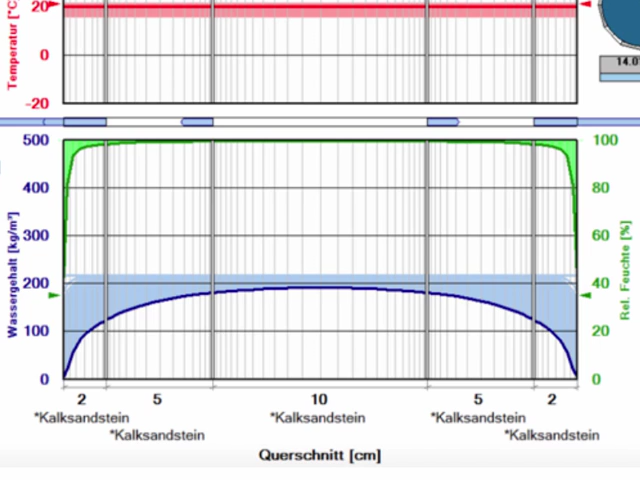 20
Temperatur [°C
0
-20
14.0
500
400
300
200
100
0
Wassergehalt [kg/m³]
100
80
60
40
20
0
Rel. Feuchte [%]
2 5 10 5 2
*Kalksandstein *Kalksandstein *Kalksandstein
*Kalksandstein *Kalksandstein
Querschnitt [cm]